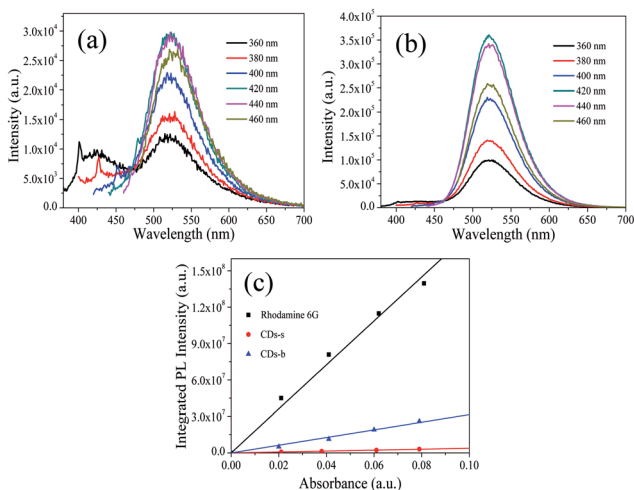 (a)
360 nm
380 nm
400 nm
420 nm
440 nm
460 nm
Intensity (a.u.)
3.0x10⁴
2.5x10⁴
2.0x10⁴
1.5x10⁴
1.0x10⁴
5.0x10³
0.0
400 450 500 550 600 650 700
Wavelength (nm)
(b)
360 nm
380 nm
400 nm
420 nm
440 nm
460 nm
Intensity (a.u.)
4.0x10⁵
3.5x10⁵
3.0x10⁵
2.5x10⁵
2.0x10⁵
1.5x10⁵
1.0x10⁵
5.0x10⁴
0.0
400 450 500 550 600 650 700
Wavelength (nm)
(c)
Rhodamine 6G
CDs-s
CDs-b
Integrated PL Intensity (a.u.)
1.5x10⁸
1.2x10⁸
9.0x10⁷
6.0x10⁷
3.0x10⁷
0.0
0.00 0.02 0.04 0.06 0.08 0.10
Absorbance (a.u.)